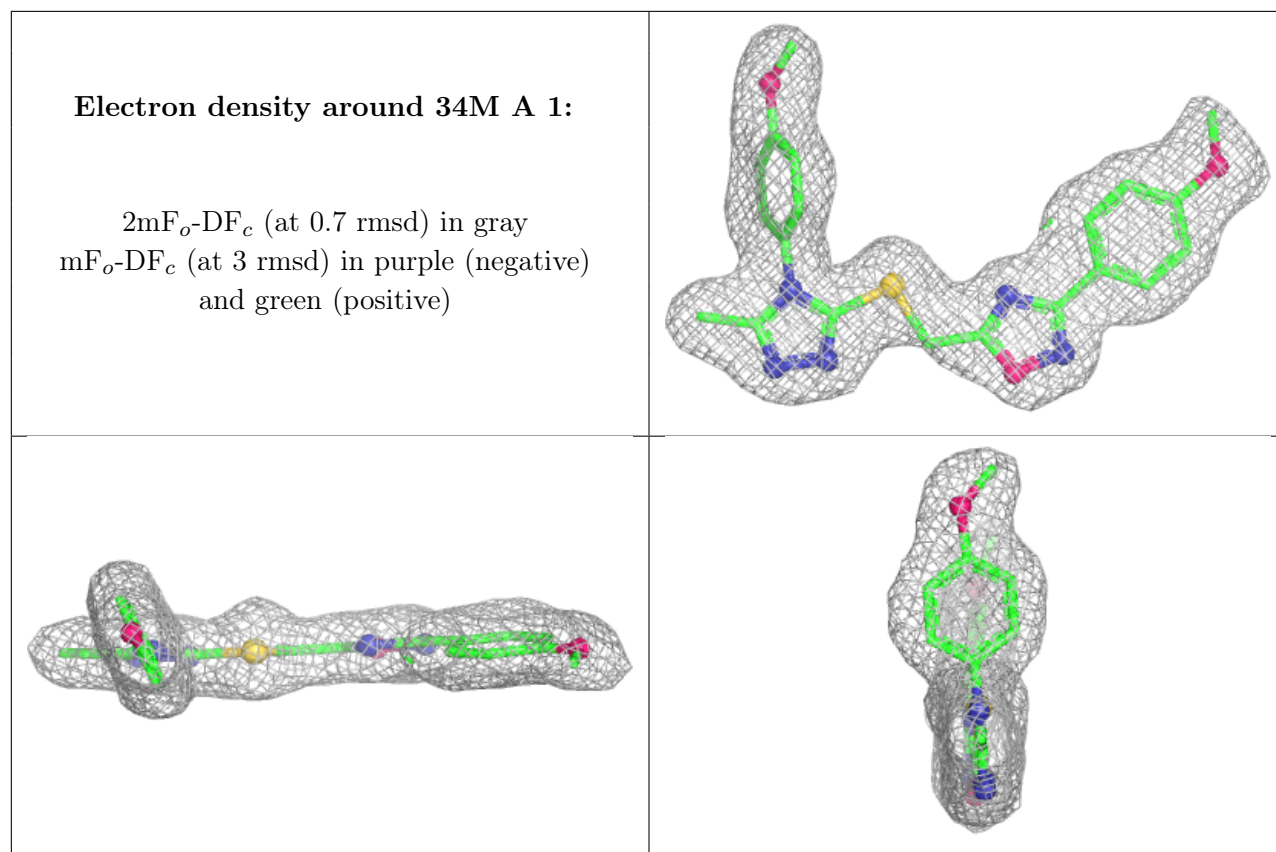 Electron density around 34M A 1:
2mFo-DFc (at 0.7 rmsd) in gray
mFo-DFc (at 3 rmsd) in purple (negative)
and green (positive)